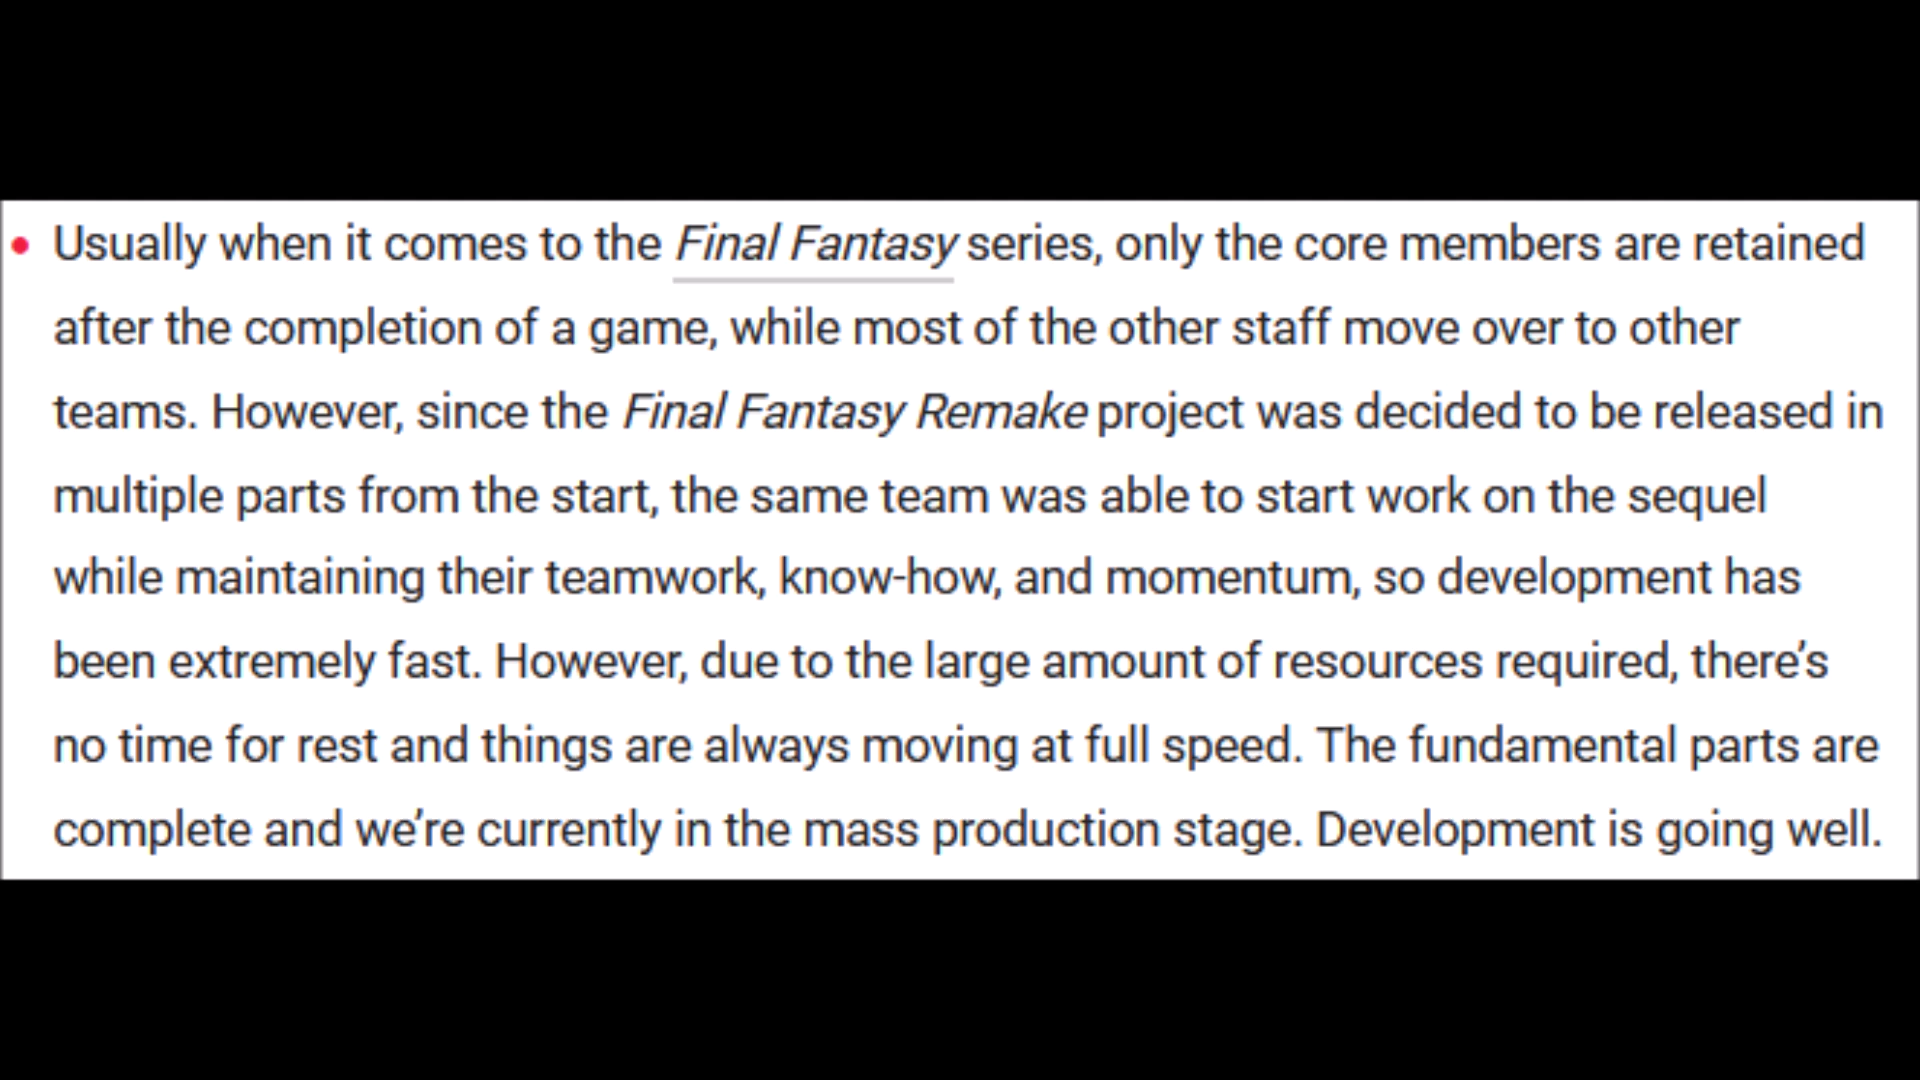 • Usually when it comes to the Final Fantasy series, only the core members are retained
after the completion of a game, while most of the other staff move over to other
teams. However, since the Final Fantasy Remake project was decided to be released in
multiple parts from the start, the same team was able to start work on the sequel
while maintaining their teamwork, know-how, and momentum, so development has
been extremely fast. However, due to the large amount of resources required, there’s
no time for rest and things are always moving at full speed. The fundamental parts are
complete and we’re currently in the mass production stage. Development is going well.